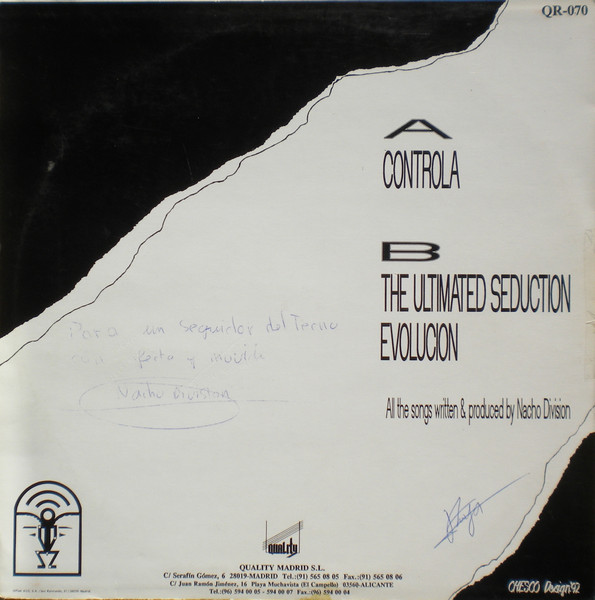 QR-070
A
CONTROLA
B
THE ULTIMATED SEDUCTION
EVOLUCION
Para un seguidor del Tecno
y
Nacho Division
All the songs written & produced by Nacho Division
quality
QUALITY MADRID S.L.
C/ Serafín Gómez, 6 28019-MADRID Tel.:(91) 565 08 05 Fax.:(91) 565 08 06
C/ Juan Ramón Jiménez, 16 Playa Muchavista (El Campello) 03560-ALICANTE
Tel.:(96) 594 00 05 - 594 00 07 Fax.:(96) 594 00 04
CHESCO Design'92